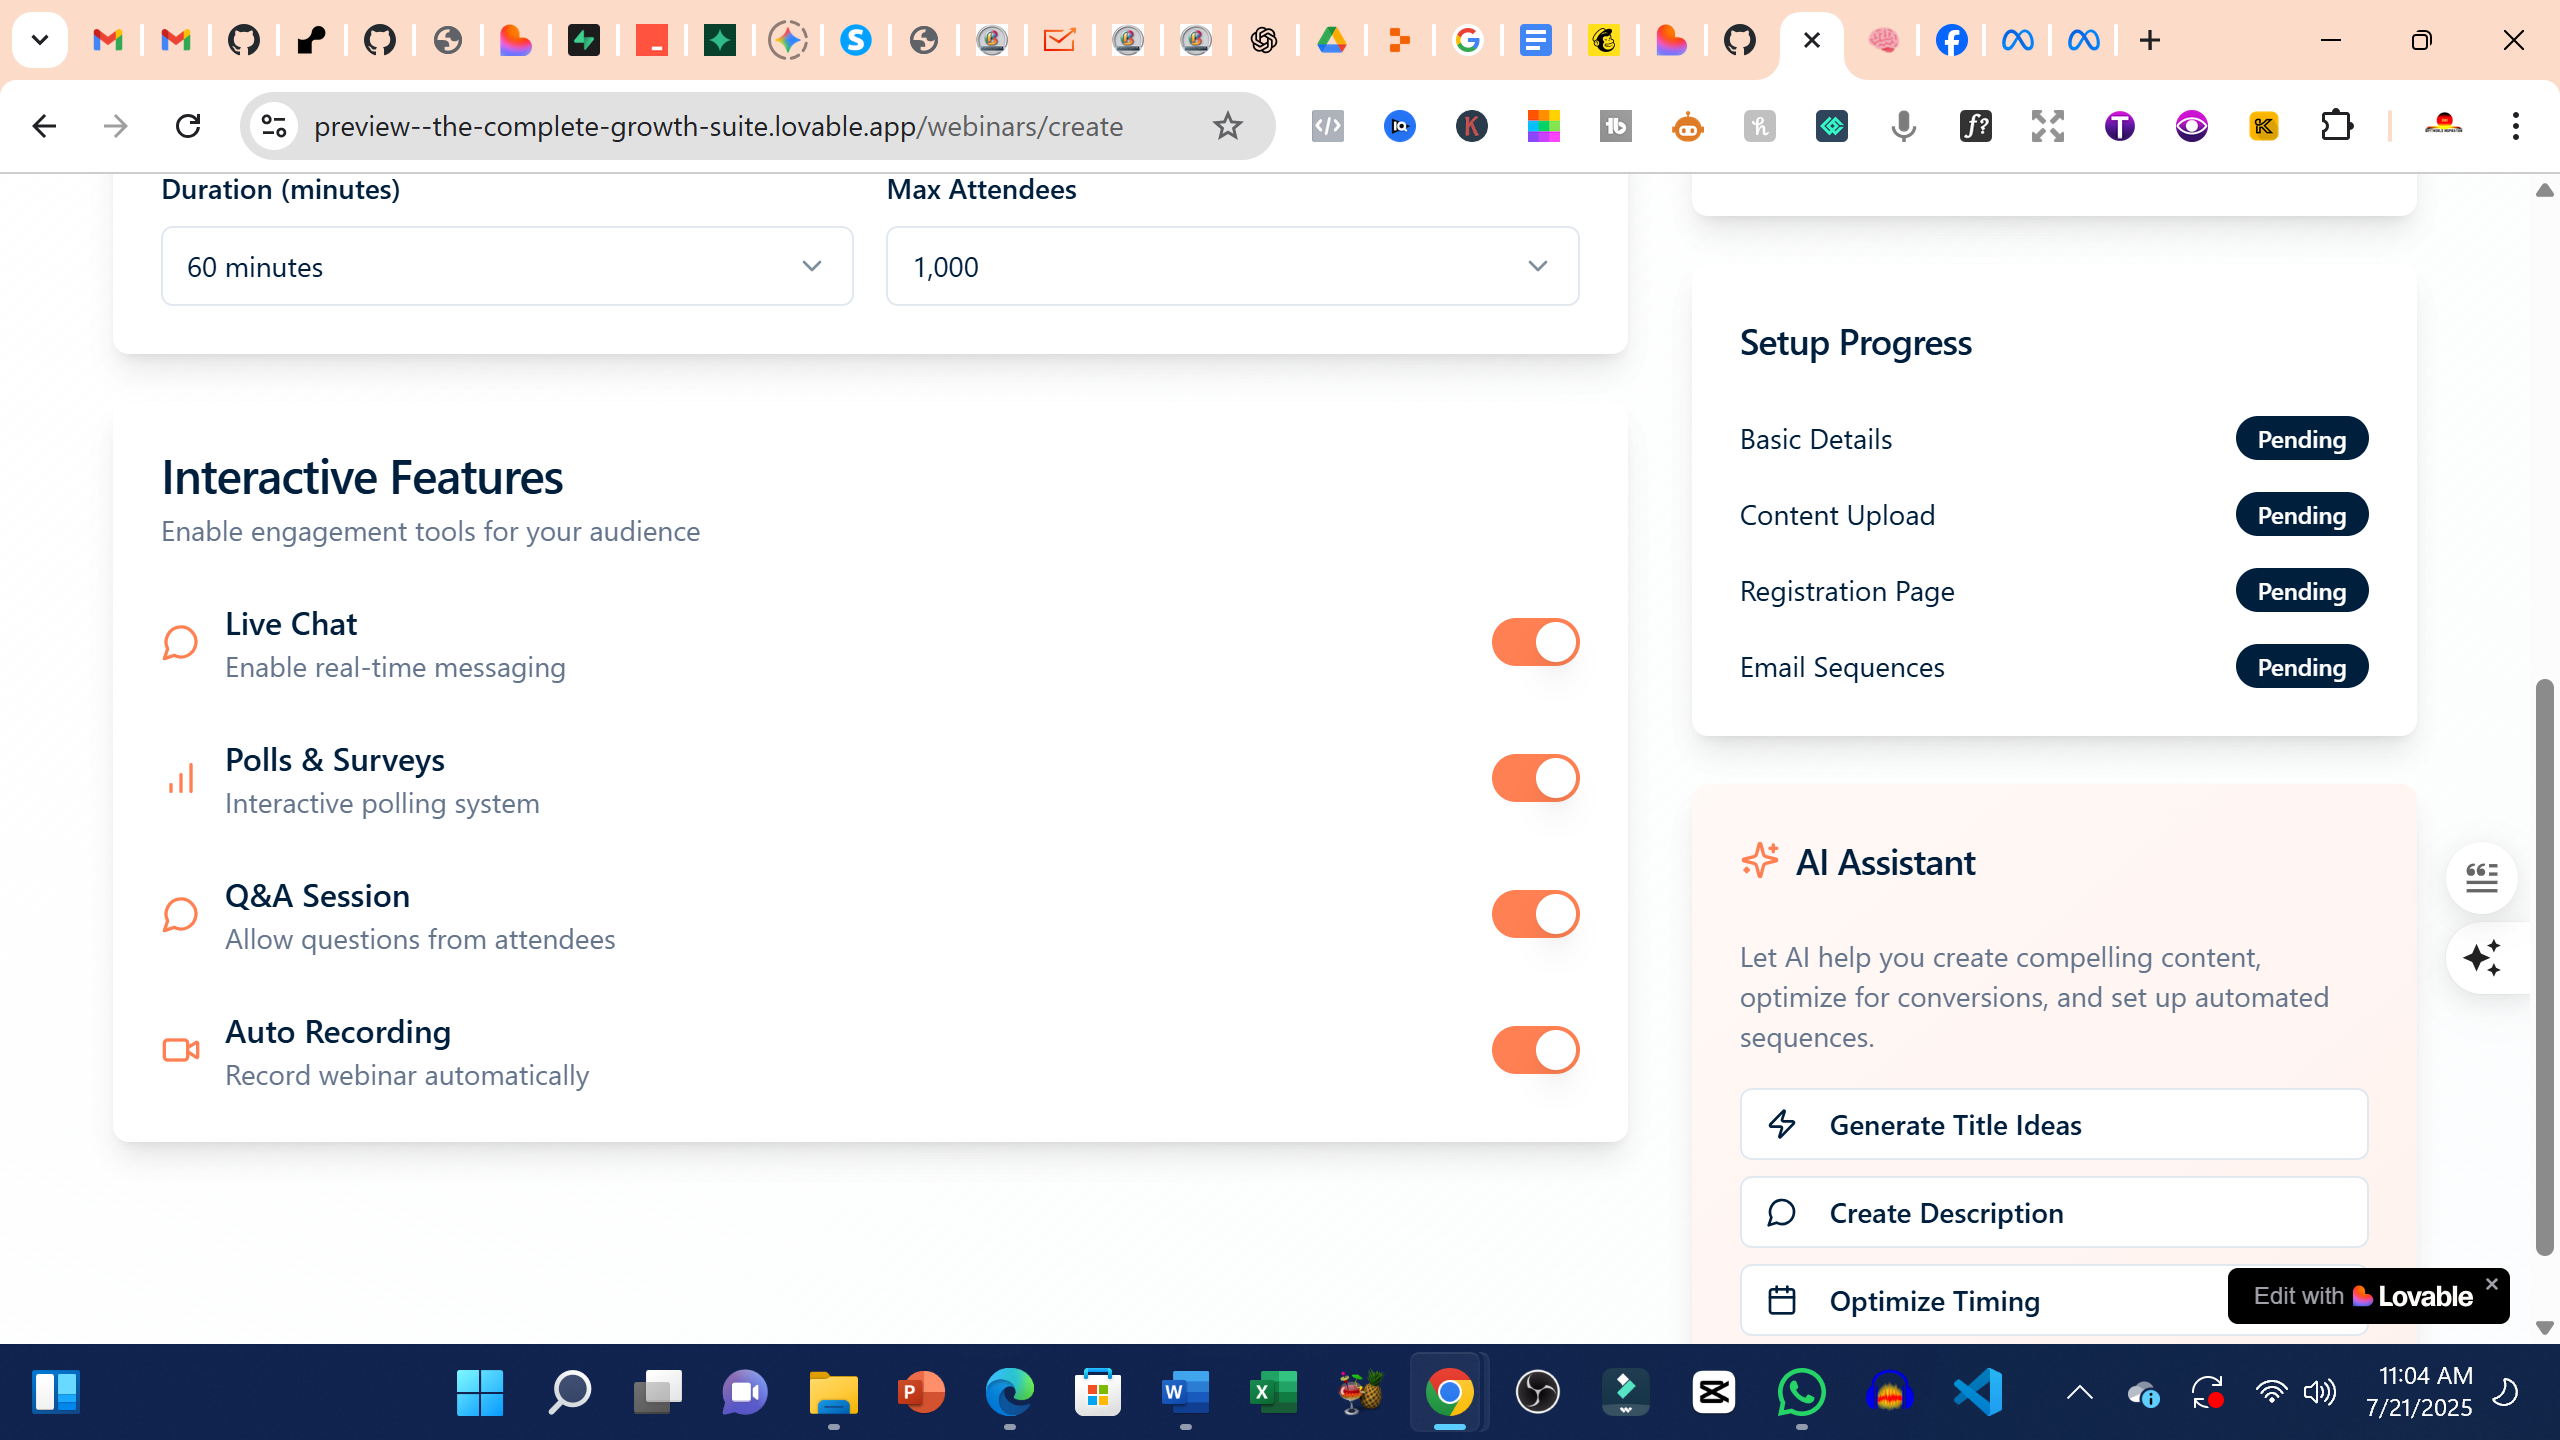 preview--the-complete-growth-suite.lovable.app/webinars/create
Duration (minutes)
Max Attendees
60 minutes
1,000
Interactive Features
Enable engagement tools for your audience
Live Chat
Enable real-time messaging
Polls & Surveys
Interactive polling system
Q&A Session
Allow questions from attendees
Auto Recording
Record webinar automatically
Setup Progress
Basic Details
Pending
Content Upload
Pending
Registration Page
Pending
Email Sequences
Pending
AI Assistant
Let AI help you create compelling content,
optimize for conversions, and set up automated
sequences.
Generate Title Ideas
Create Description
Optimize Timing
Edit with Lovable
11:04 AM
7/21/2025